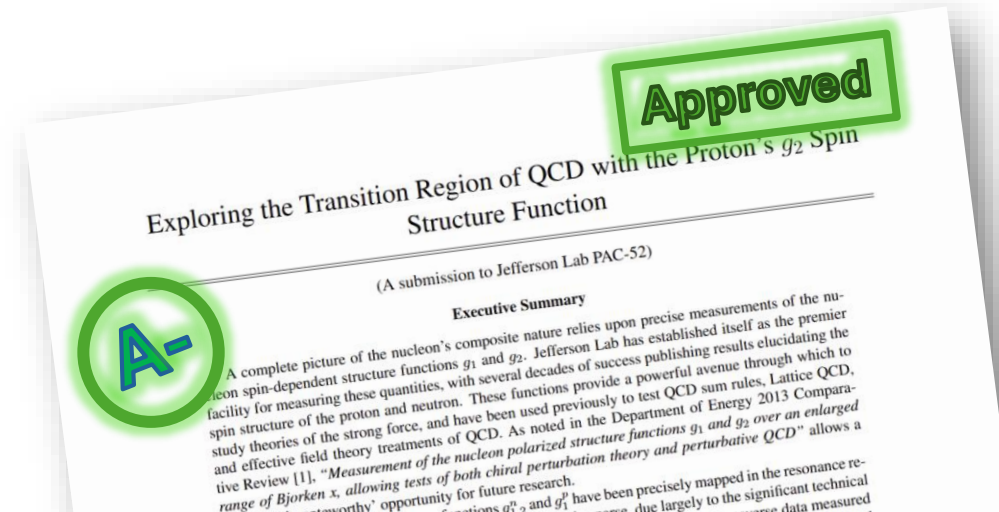 Approved
Exploring the Transition Region of QCD with the Proton's g₂ Spin
Structure Function
(A submission to Jefferson Lab PAC-52)
Executive Summary
A-
A complete picture of the nucleon's composite nature relies upon precise measurements of the nu-
cleon spin-dependent structure functions g₁ and g₂. Jefferson Lab has established itself as the premier
facility for measuring these quantities, with several decades of success publishing results elucidating the
spin structure of the proton and neutron. These functions provide a powerful avenue through which to
study theories of the strong force, and have been used previously to test QCD sum rules, Lattice QCD,
and effective field theory treatments of QCD. As noted in the Department of Energy 2013 Compara-
tive Review [1], “Measurement of the nucleon polarized structure functions g₁ and g₂ over an enlarged
range of Bjorken x, allowing tests of both chiral perturbation theory and perturbative QCD” allows a
opportunity for future research.
and g₁ᵖ have been precisely mapped in the resonance re-
due largely to the significant technical
data measured